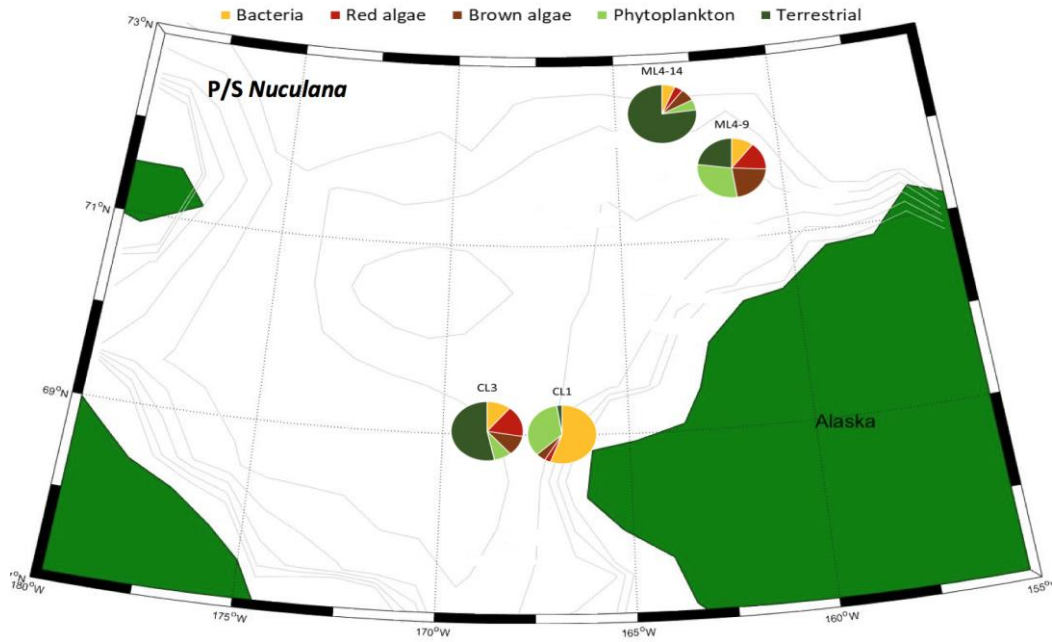 Bacteria Red algae Brown algae Phytoplankton Terrestrial
73°N
P/S Nuculana
ML4-14
ML4-9
71°N
CL3 CL1
69°N
Alaska
180°W
175°W
170°W
165°W
160°W
155°